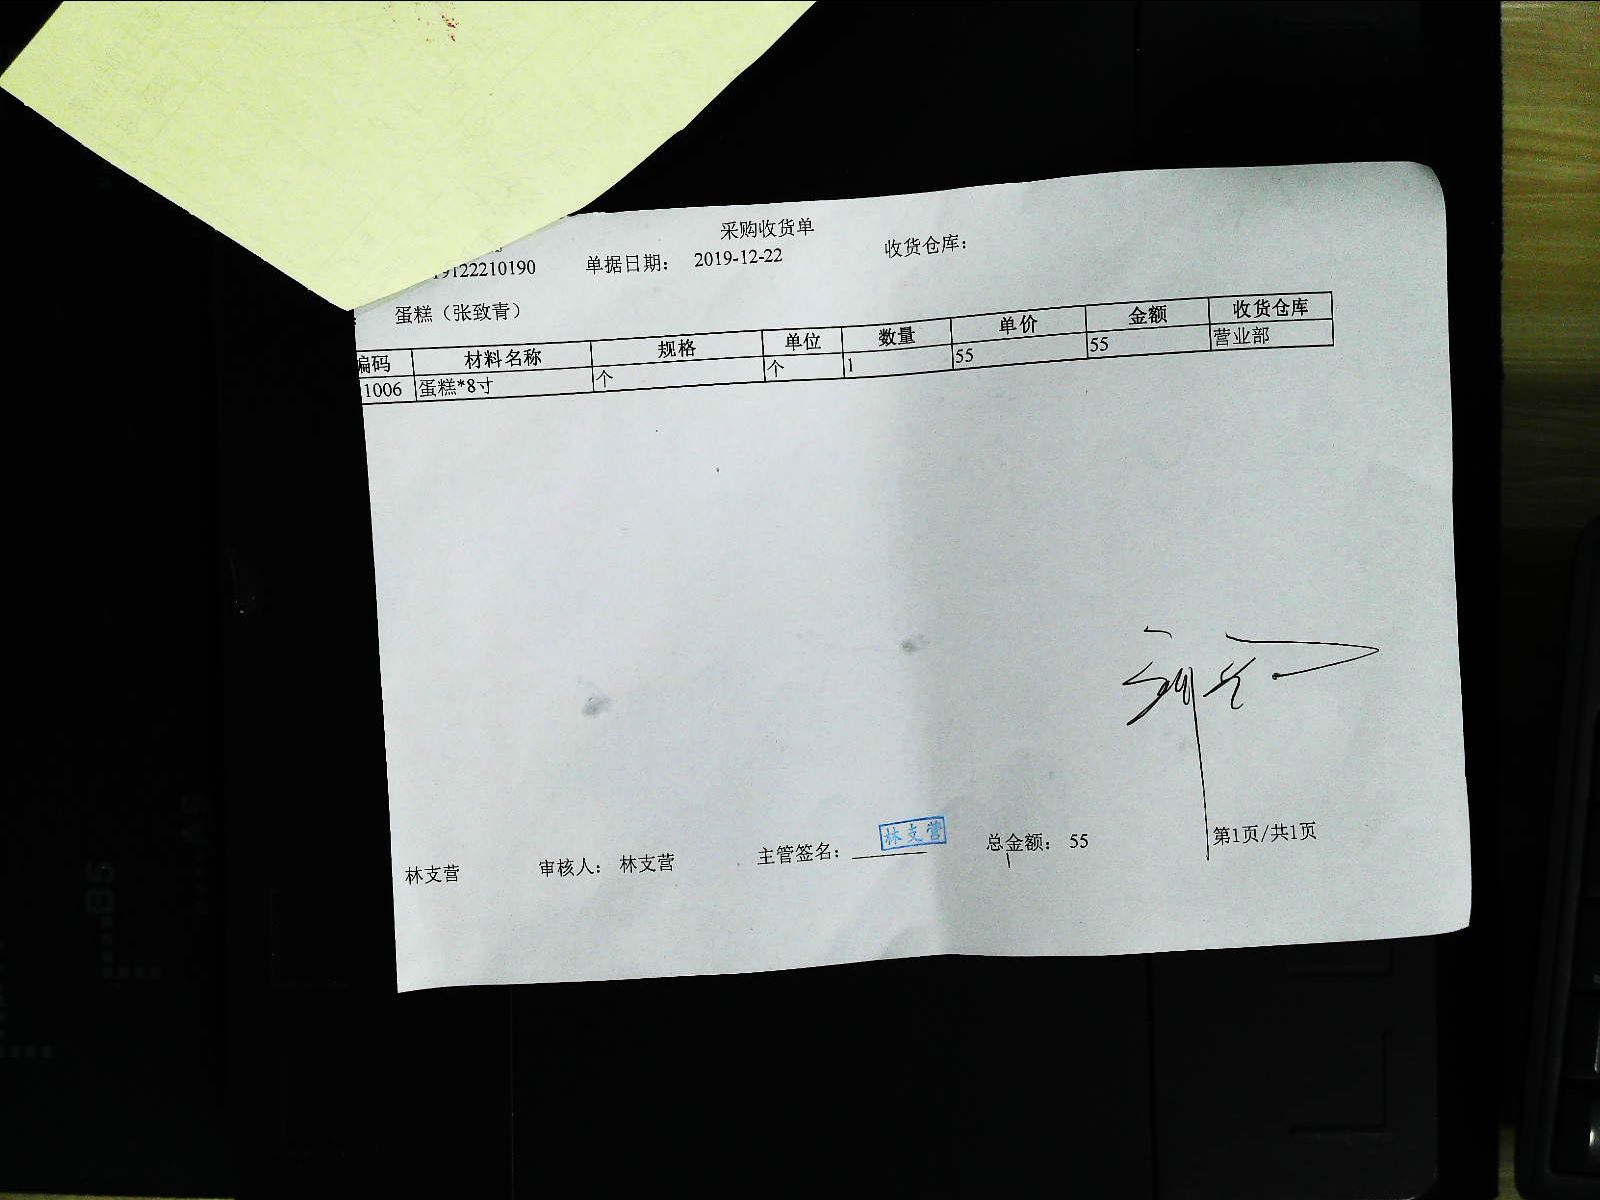 采购收货单
19122210190 单据日期： 2019-12-22 收货仓库：
蛋糕（张致青）
编码 材料名称 规格 单位 数量 单价 金额 收货仓库
1006 蛋糕*8寸 个 个 1 55 55 营业部
林支营 审核人： 林支营 主管签名： 林支营 总金额： 55 第1页/共1页